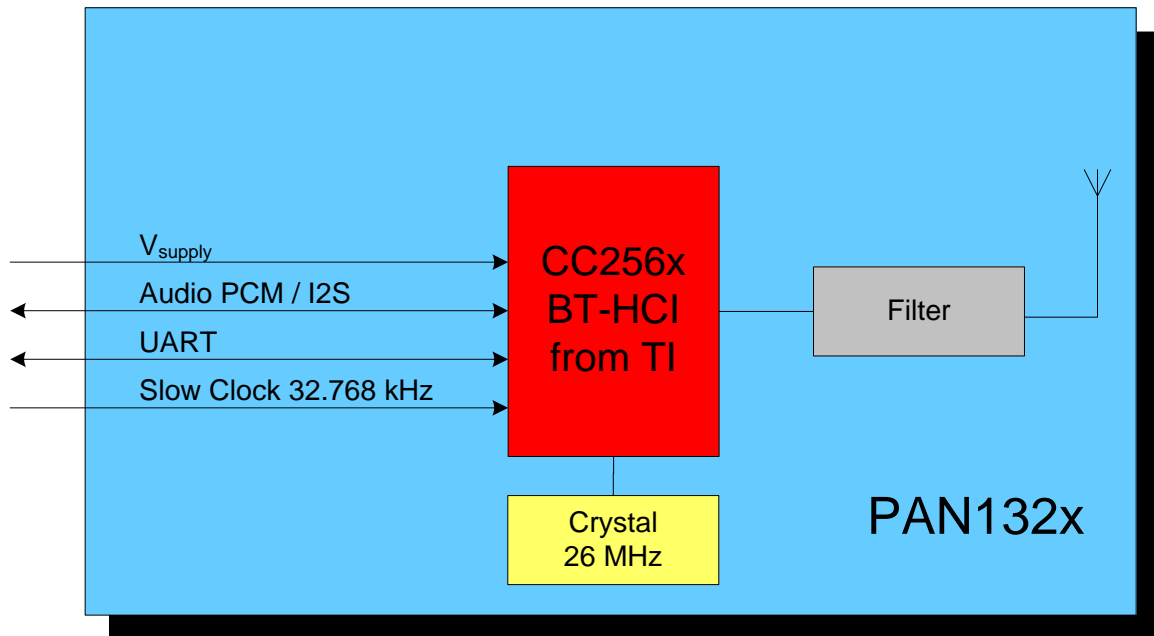 V_supply
Audio PCM / I2S
UART
Slow Clock 32.768 kHz
CC256x
BT-HCI
from TI
Filter
Crystal
26 MHz
PAN132x